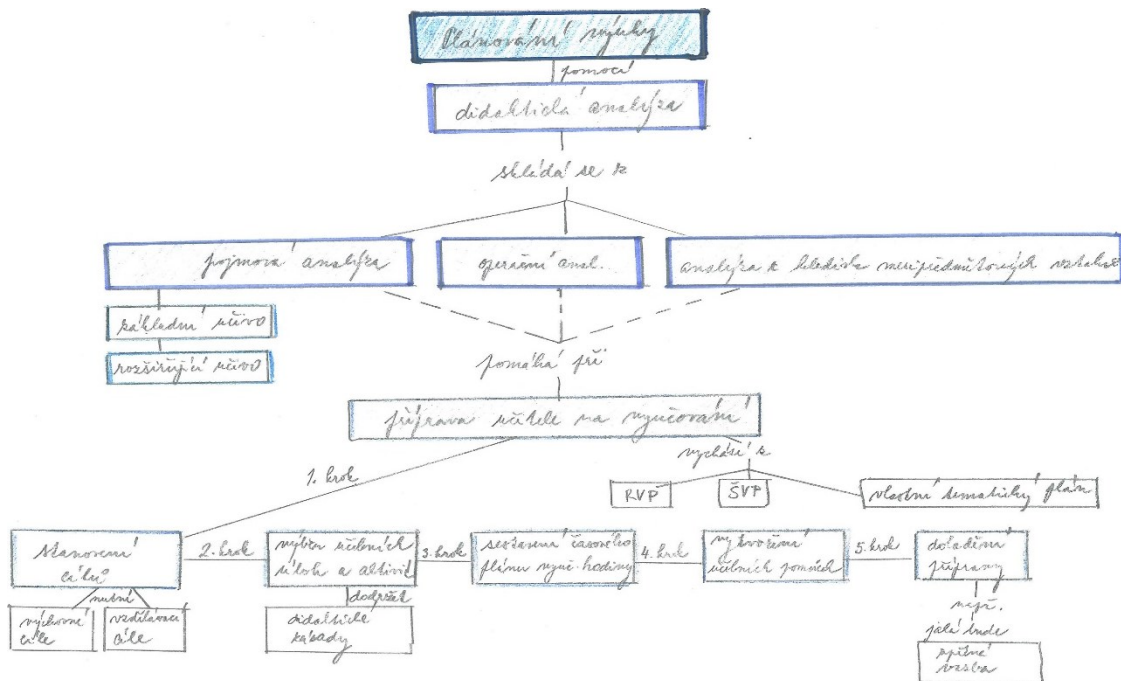 Plánování výuky
pomocí
didaktická analýza
skládá se z
pojmová analýza
operační anal.
analýza z hlediska mezipředmětových vztahů
základní učivo
rozšiřující učivo
pomáhá při
příprava učitele na vyučování
vychází z
1. krok
RVP
ŠVP
vlastní tematický plán
stanovení
cílů
2. krok
výběr učebních
úloh a aktivit
3. krok
sestavení časového
plánu vyuč. hodiny
4. krok
vytvoření
učebních pomůcek
5. krok
doladění
přípravy
nutné
výchovné
cíle
vzdělávací
cíle
dodržet
didaktické
zásady
např.
jaká bude
zpětná
vazba